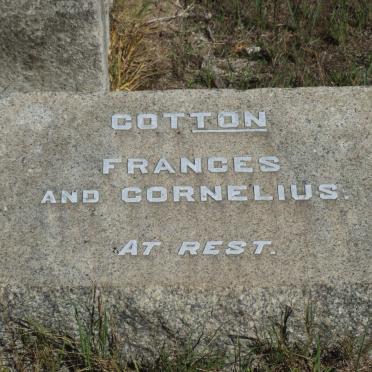 COTTON
FRANCES
AND CORNELIUS.
AT REST.